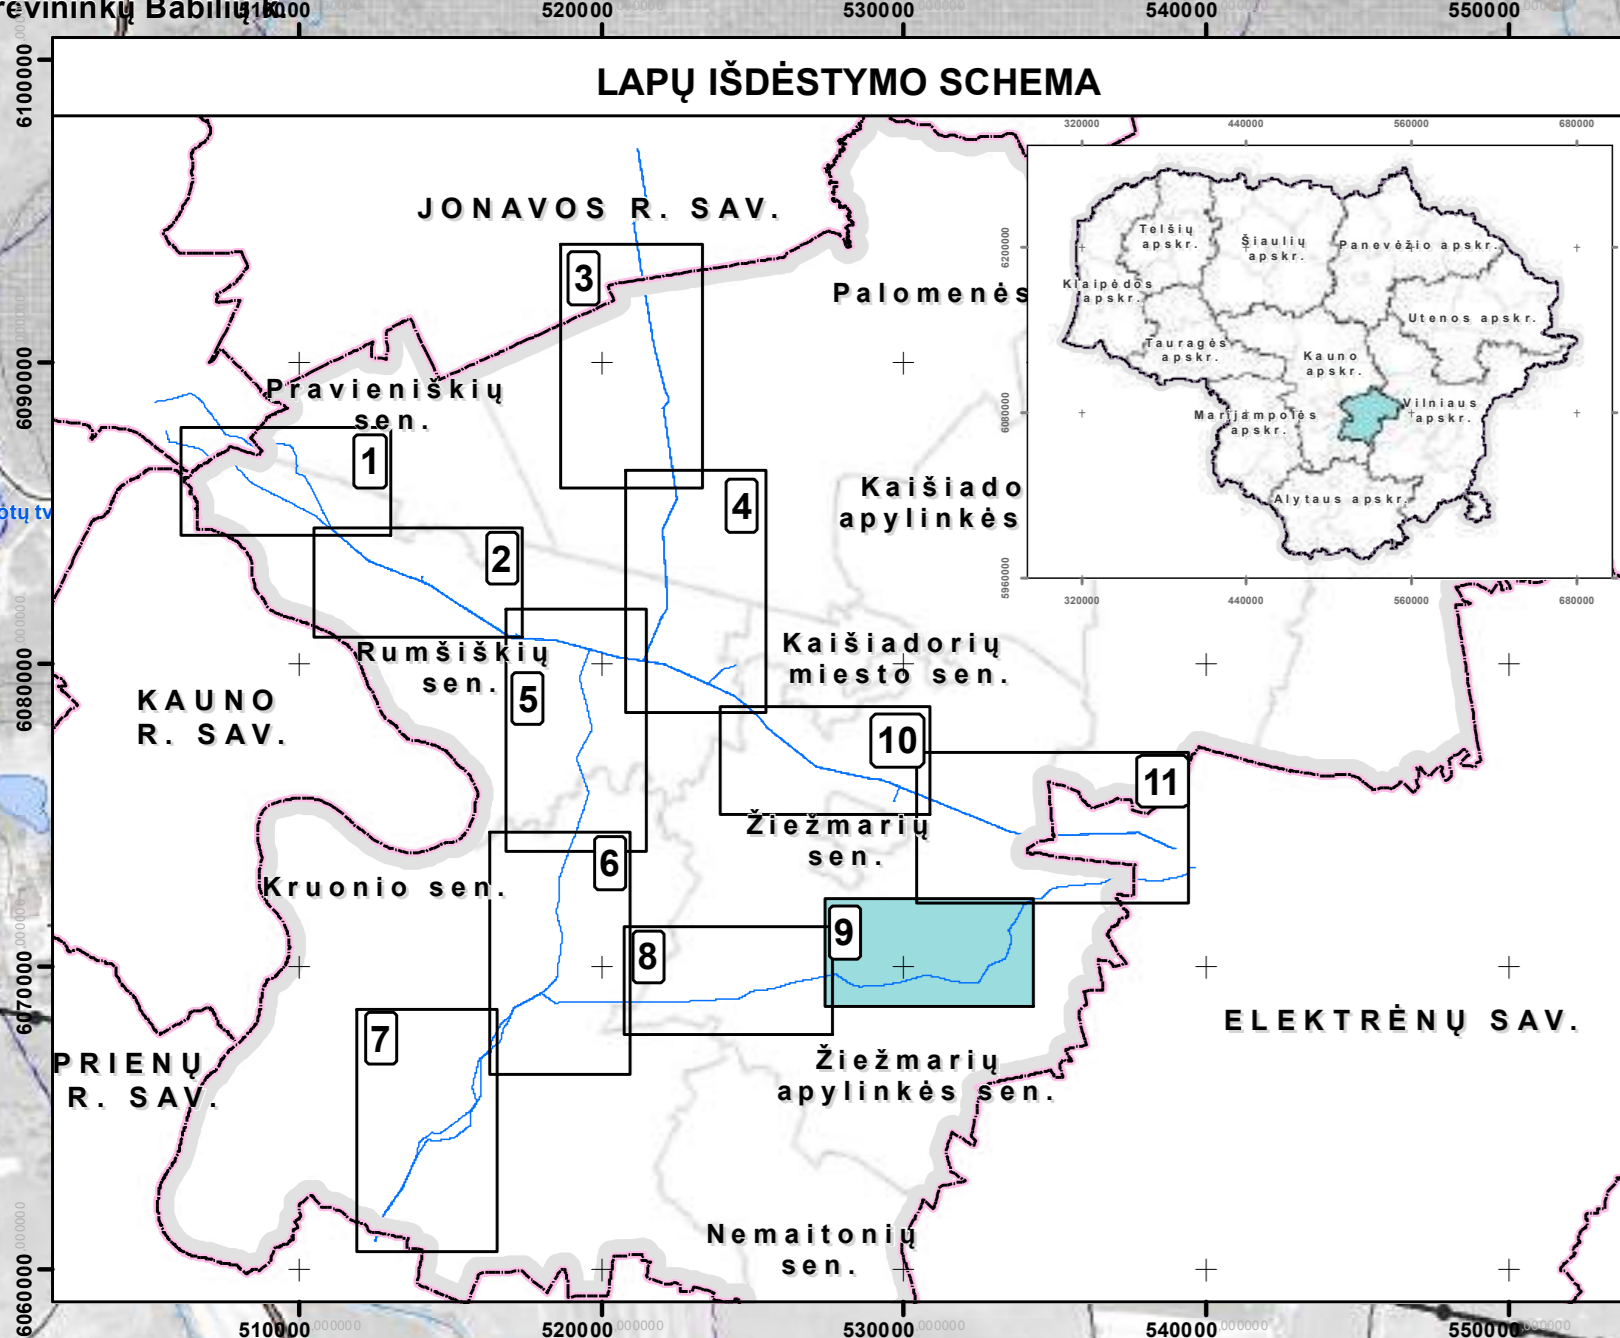 revininkų Babilių k.
510000 520000 530000 540000 550000
LAPŲ IŠDĖSTYMO SCHEMA
6100000
6090000
6080000
6070000
6060000
320000 440000 560000 680000
6200000
6080000
5960000
Telšių
apskr.
Šiaulių
apskr.
Panevėžio apskr.
Klaipėdos
apskr.
Utenos apskr.
Tauragės
apskr.
Kauno
apskr.
Marijampolės
apskr.
Vilniaus
apskr.
Alytaus apskr.
320000 440000 560000 680000
JONAVOS R. SAV.
3
Palomenės
Pravieniškių
sen.
1
Kaišiado
apylinkės
4
otų tv
2
Rumšiškių
sen.
5
Kaišiadorių
miesto sen.
KAUNO
R. SAV.
10
11
Žiežmarių
sen.
6
Kruonio sen.
9
8
7
ELEKTRĖNŲ SAV.
PRIENŲ
R. SAV.
Žiežmarių
apylinkės sen.
Nemaitonių
sen.
510000 520000 530000 540000 550000